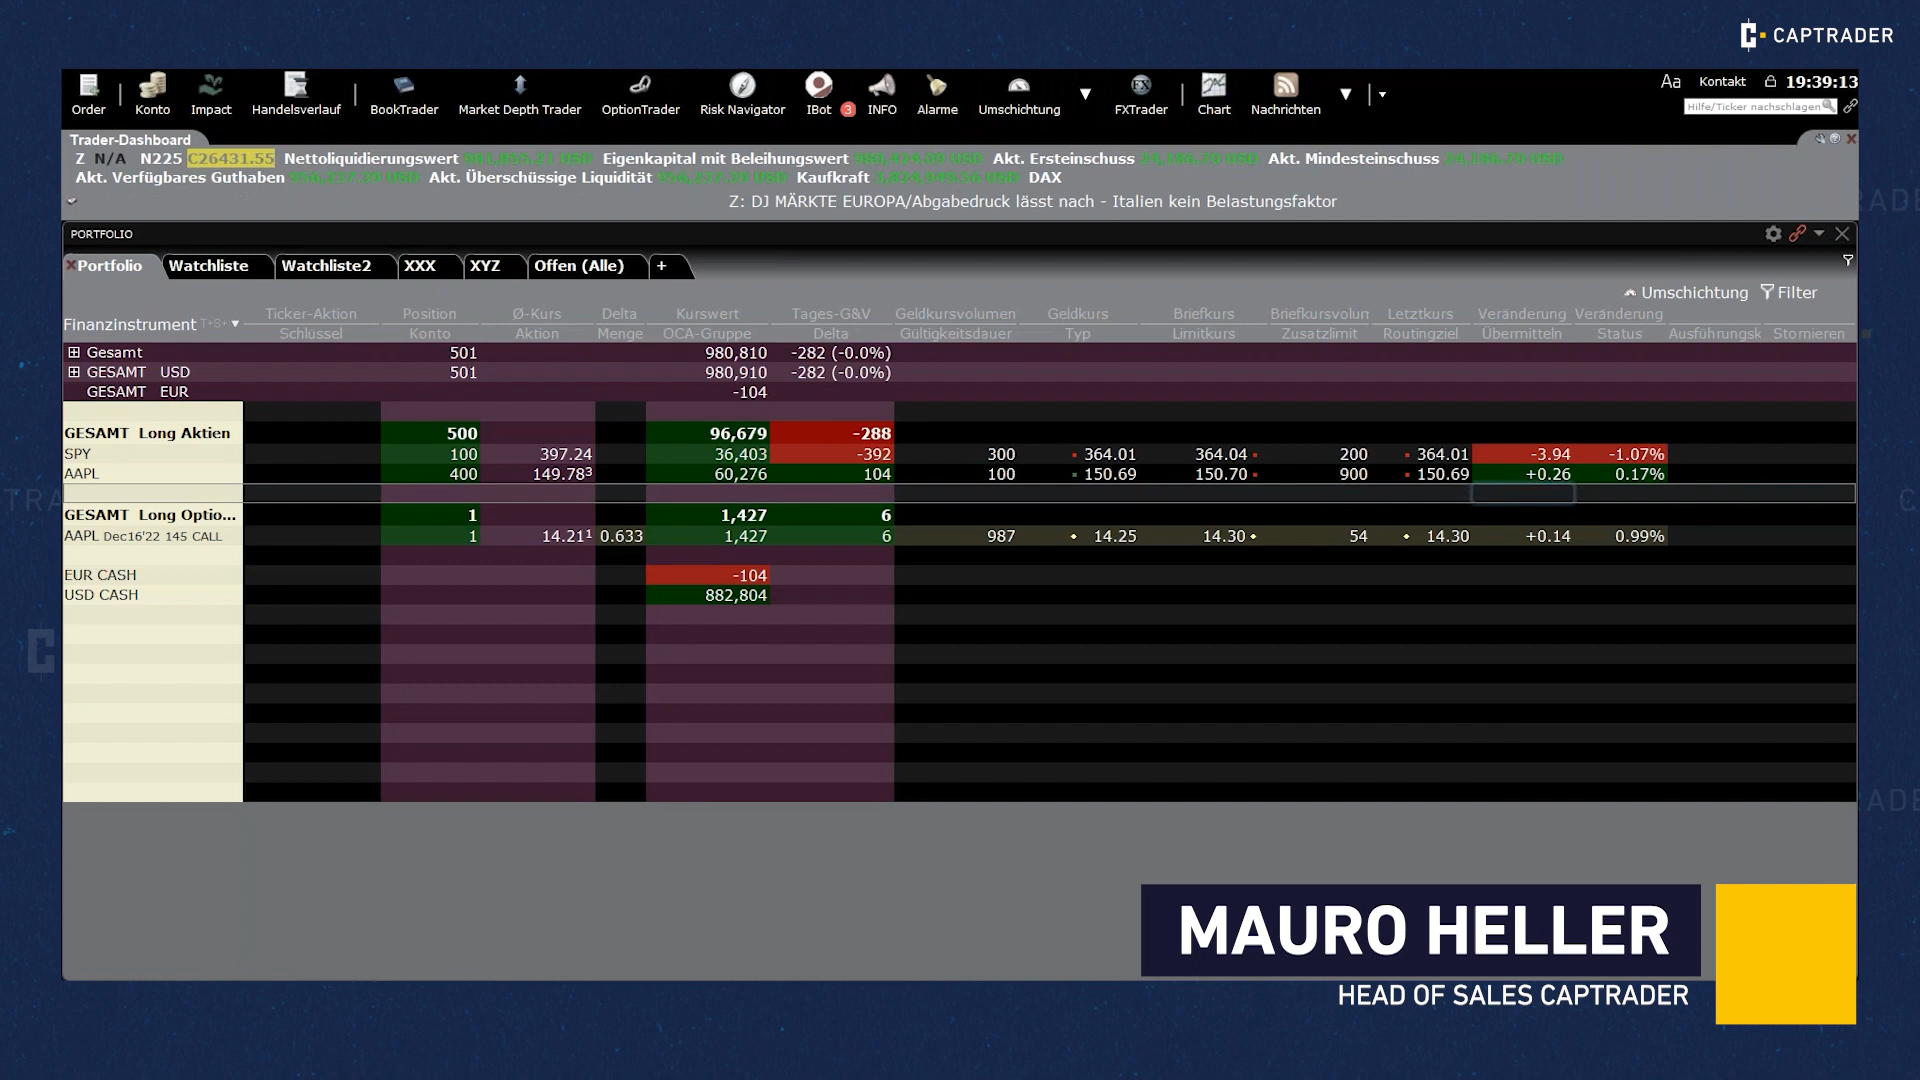 CAPTRADER
Order Konto Impact Handelsverlauf BookTrader Market Depth Trader OptionTrader Risk Navigator IBot 3 INFO Alarme Umschichtung FXTrader Chart Nachrichten
Aa Kontakt 19:39:13
Hilfe/Ticker nachschlagen
Trader-Dashboard
Z N/A N225 C26431.55 Nettoliquidierungswert Eigenkapital mit Beleihungswert Akt. Ersteinschuss Akt. Mindesteinschuss
Akt. Verfügbares Guthaben Akt. Überschüssige Liquidität Kaufkraft DAX
Z: DJ MÄRKTE EUROPA/Abgabedruck lässt nach - Italien kein Belastungsfaktor
PORTFOLIO
Portfolio Watchliste Watchliste2 XXX XYZ Offen (Alle) +
Umschichtung Filter
Finanzinstrument
Ticker-Aktion Position Ø-Kurs Delta Kurswert Tages-G&V Geldkursvolumen Geldkurs Briefkurs Briefkursvolun Letztkurs Veränderung Veränderung
Schlüssel Konto Aktion Menge OCA-Gruppe Delta Gültigkeitsdauer Typ Limitkurs Zusatzlimit Routingziel Übermitteln Status Ausführungsk Stornieren
Gesamt 501 980,810 -282 (-0.0%)
GESAMT USD 501 980,910 -282 (-0.0%)
GESAMT EUR -104
GESAMT Long Aktien 500 96,679 -288
SPY 100 397.24 36,403 -392 300 364.01 364.04 200 364.01 -3.94 -1.07%
AAPL 400 149.78³ 60,276 104 100 150.69 150.70 900 150.69 +0.26 0.17%
GESAMT Long Optio... 1 1,427 6
AAPL Dec16'22 145 CALL 1 14.21¹ 0.633 1,427 6 987 14.25 14.30 54 14.30 +0.14 0.99%
EUR CASH -104
USD CASH 882,804
MAURO HELLER
HEAD OF SALES CAPTRADER